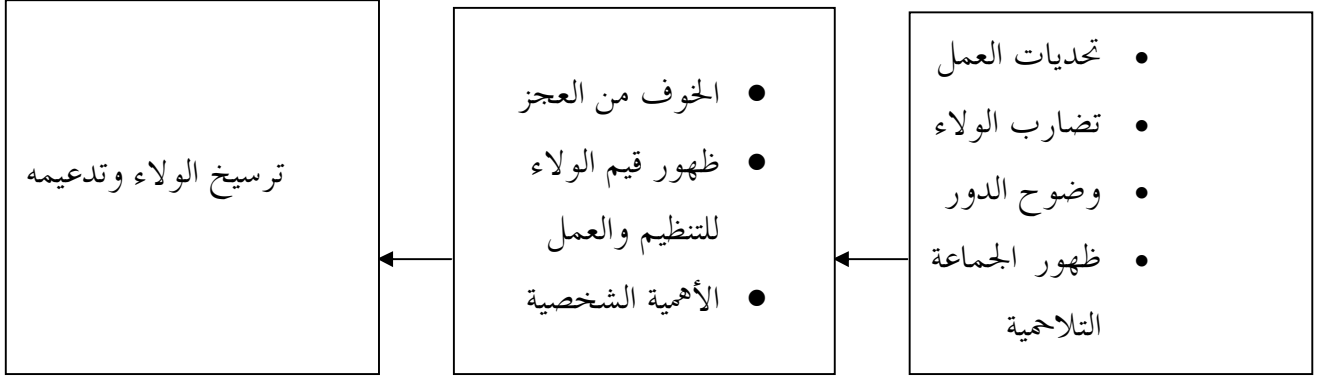 • تحديات العمل
• تضارب الولاء
• وضوح الدور
• ظهور الجماعة
التلاحمية
● الخوف من العجز
● ظهور قيم الولاء
للتنظيم والعمل
● الأهمية الشخصية
ترسيخ الولاء وتدعيمه